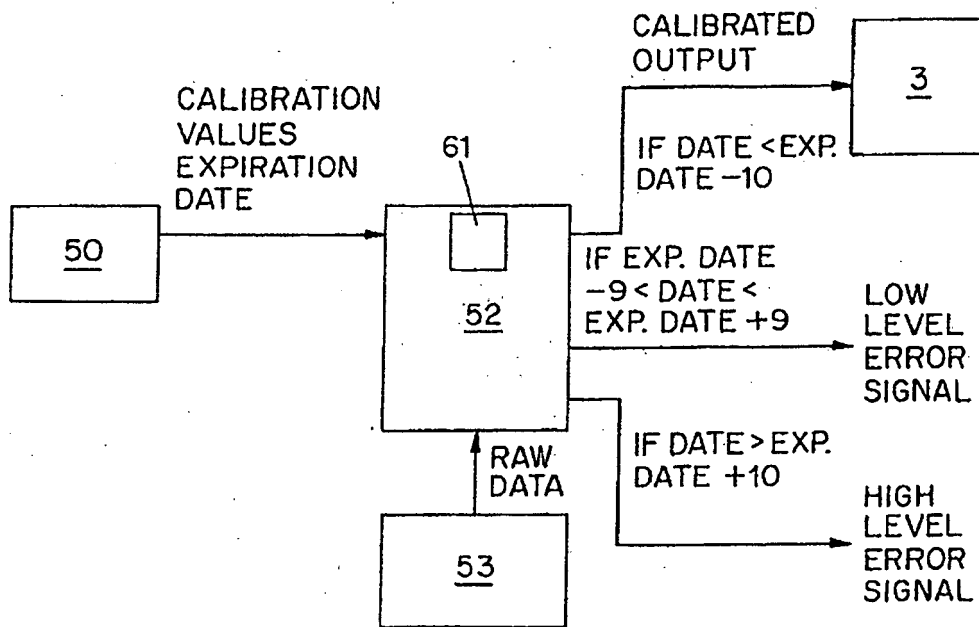 CALIBRATED
OUTPUT
3
CALIBRATION
VALUES
EXPIRATION
DATE
61
IF DATE <EXP.
DATE -10
50
52
IF EXP. DATE
-9 < DATE <
EXP. DATE +9
LOW
LEVEL
ERROR
SIGNAL
RAW
DATA
IF DATE > EXP.
DATE +10
53
HIGH
LEVEL
ERROR
SIGNAL